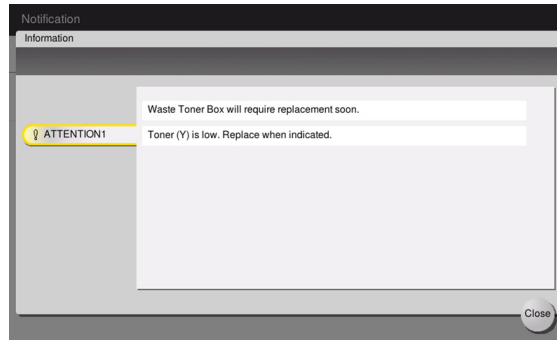 Notification
Information
Waste Toner Box will require replacement soon.
ATTENTION1
Toner (Y) is low. Replace when indicated.
Close